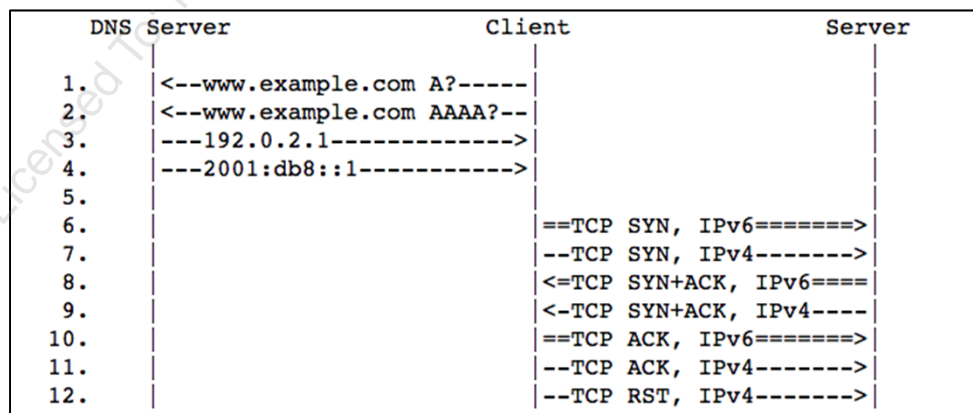 DNS Server Client Server
1. |<--www.example.com A?-----|
2. |<--www.example.com AAAA?--|
3. |---192.0.2.1------------->|
4. |---2001:db8::1----------->|
5.
6. |==TCP SYN, IPv6=======>|
7. |--TCP SYN, IPv4------->|
8. |<=TCP SYN+ACK, IPv6====|
9. |<-TCP SYN+ACK, IPv4----|
10. |==TCP ACK, IPv6=======>|
11. |--TCP ACK, IPv4------->|
12. |--TCP RST, IPv4------->|
Licensed To: